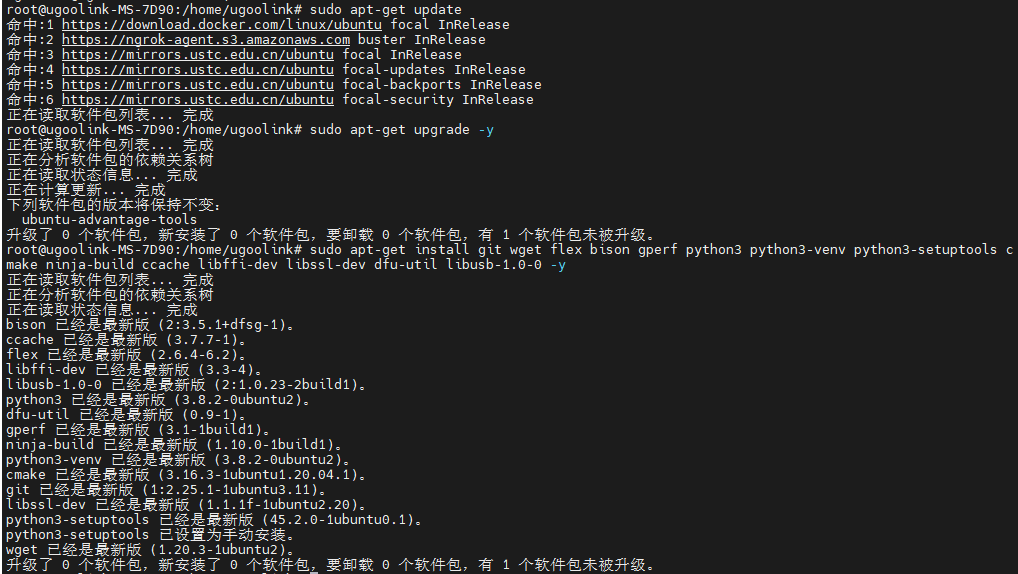 root@ugoolink-MS-7D90:/home/ugoolink# sudo apt-get update
命中:1 https://download.docker.com/linux/ubuntu focal InRelease
命中:2 https://ngrok-agent.s3.amazonaws.com buster InRelease
命中:3 https://mirrors.ustc.edu.cn/ubuntu focal InRelease
命中:4 https://mirrors.ustc.edu.cn/ubuntu focal-updates InRelease
命中:5 https://mirrors.ustc.edu.cn/ubuntu focal-backports InRelease
命中:6 https://mirrors.ustc.edu.cn/ubuntu focal-security InRelease
正在读取软件包列表... 完成
root@ugoolink-MS-7D90:/home/ugoolink# sudo apt-get upgrade -y
正在读取软件包列表... 完成
正在分析软件包的依赖关系树
正在读取状态信息... 完成
正在计算更新... 完成
下列软件包的版本将保持不变：
  ubuntu-advantage-tools
升级了 0 个软件包，新安装了 0 个软件包，要卸载 0 个软件包，有 1 个软件包未被升级。
root@ugoolink-MS-7D90:/home/ugoolink# sudo apt-get install git wget flex bison gperf python3 python3-venv python3-setuptools c
make ninja-build ccache libffi-dev libssl-dev dfu-util libusb-1.0-0 -y
正在读取软件包列表... 完成
正在分析软件包的依赖关系树
正在读取状态信息... 完成
bison 已经是最新版 (2:3.5.1+dfsg-1)。
ccache 已经是最新版 (3.7.7-1)。
flex 已经是最新版 (2.6.4-6.2)。
libffi-dev 已经是最新版 (3.3-4)。
libusb-1.0-0 已经是最新版 (2:1.0.23-2build1)。
python3 已经是最新版 (3.8.2-0ubuntu2)。
dfu-util 已经是最新版 (0.9-1)。
gperf 已经是最新版 (3.1-1build1)。
ninja-build 已经是最新版 (1.10.0-1build1)。
python3-venv 已经是最新版 (3.8.2-0ubuntu2)。
cmake 已经是最新版 (3.16.3-1ubuntu1.20.04.1)。
git 已经是最新版 (1:2.25.1-1ubuntu3.11)。
libssl-dev 已经是最新版 (1.1.1f-1ubuntu2.20)。
python3-setuptools 已经是最新版 (45.2.0-1ubuntu0.1)。
python3-setuptools 已设置为手动安装。
wget 已经是最新版 (1.20.3-1ubuntu2)。
升级了 0 个软件包，新安装了 0 个软件包，要卸载 0 个软件包，有 1 个软件包未被升级。